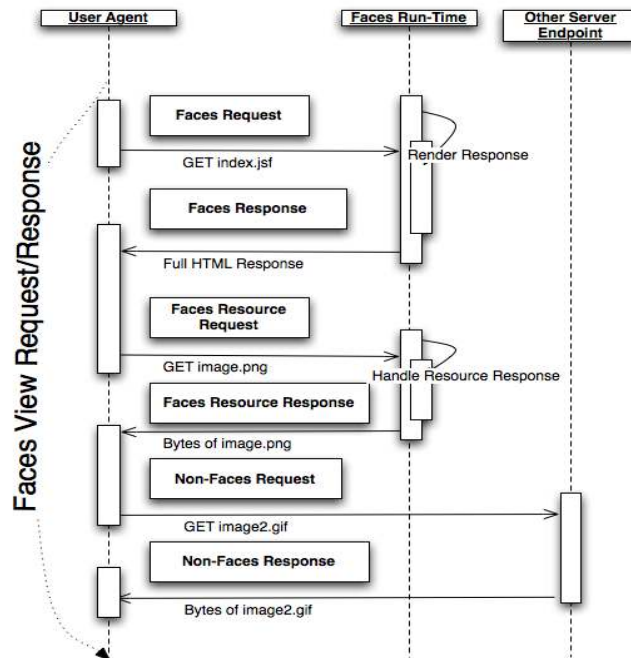 User Agent
Faces Run-Time
Other Server
Endpoint
Faces View Request/Response
Faces Request
GET index.jsf
Render Response
Faces Response
Full HTML Response
Faces Resource
Request
GET image.png
Handle Resource Response
Faces Resource Response
Bytes of image.png
Non-Faces Request
GET image2.gif
Non-Faces Response
Bytes of image2.gif